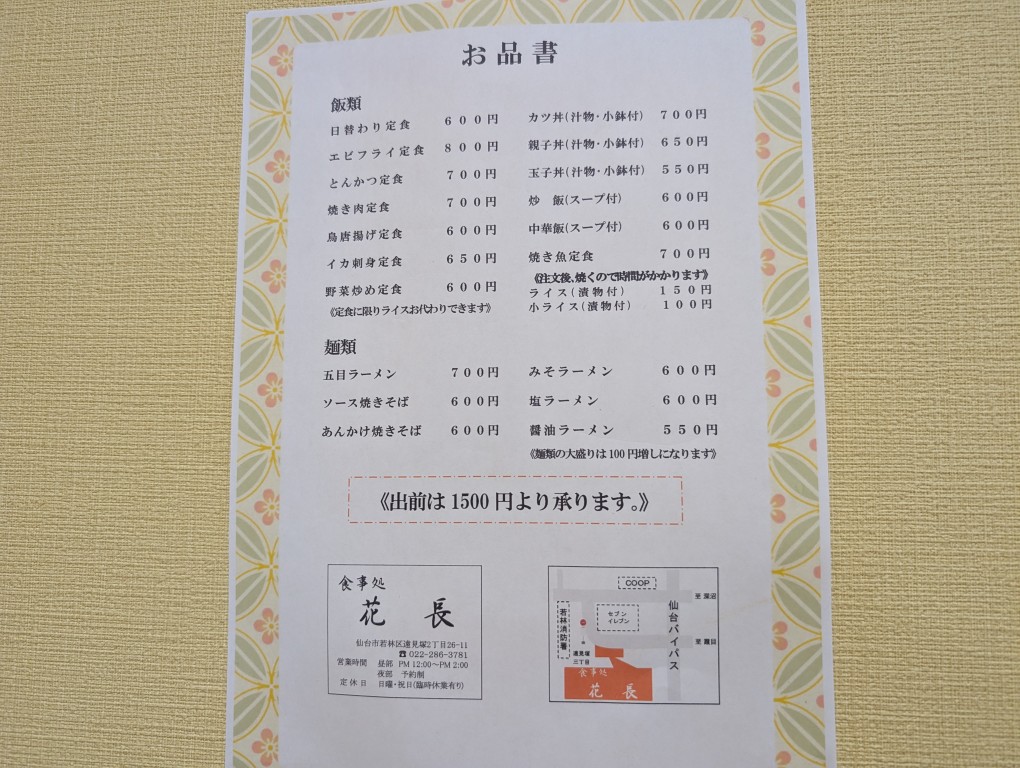 お品書
飯類
日替わり定食 600円
エビフライ定食 800円
とんかつ定食 700円
焼き肉定食 700円
鳥唐揚げ定食 600円
イカ刺身定食 650円
野菜炒め定食 600円
《定食に限りライスお代わりできます》
カツ丼(汁物・小鉢付) 700円
親子丼(汁物・小鉢付) 650円
玉子丼(汁物・小鉢付) 550円
炒 飯(スープ付) 600円
中華飯(スープ付) 600円
焼き魚定食 700円
《注文後、焼くので時間がかかります》
ライス(漬物付) 150円
小ライス(漬物付) 100円
麺類
五目ラーメン 700円
ソース焼きそば 600円
あんかけ焼きそば 600円
みそラーメン 600円
塩ラーメン 600円
醤油ラーメン 550円
《麺類の大盛りは100円増しになります》
《出前は1500円より承ります。》
食事処
花 長
仙台市若林区遠見塚2丁目26-11
☎022-286-3781
営業時間 昼部 PM 12:00～PM 2:00
夜部 予約制
定休日 日曜・祝日(臨時休業有り)
COOP
若林消防署
セブン
イレブン
仙台バイパス
遠見塚
三丁目
食事処
花 長